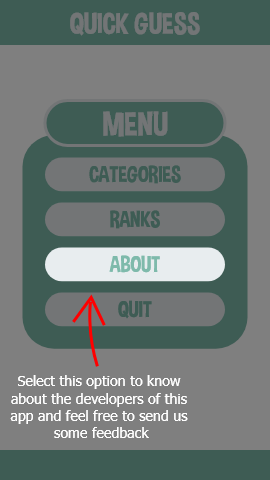 QUICK GUESS
MENU
CATEGORIES
RANKS
ABOUT
QUIT
Select this option to know
about the developers of this
app and feel free to send us
some feedback